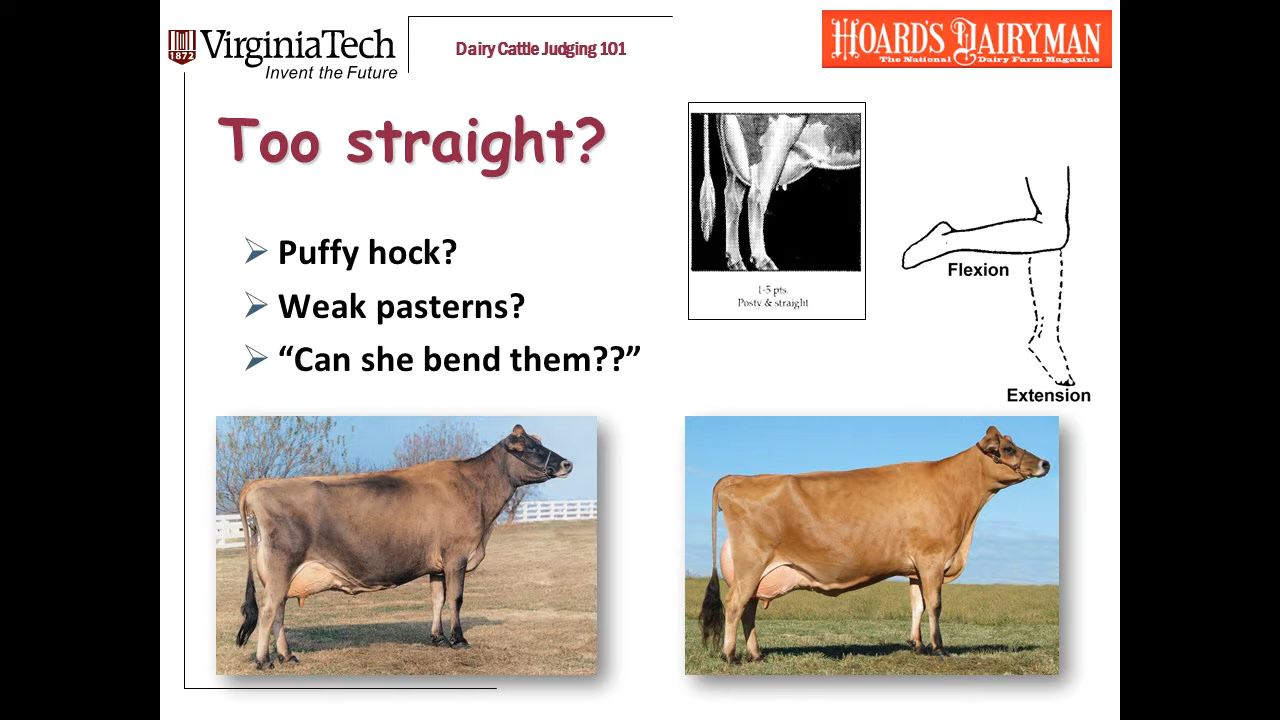 VirginiaTech
1872
Invent the Future
Dairy Cattle Judging 101
HOARD'S DAIRYMAN
The National Dairy Farm Magazine
Too straight?
Puffy hock?
Weak pasterns?
“Can she bend them??”
1-5 pts.
Posty & straight
Flexion
Extension